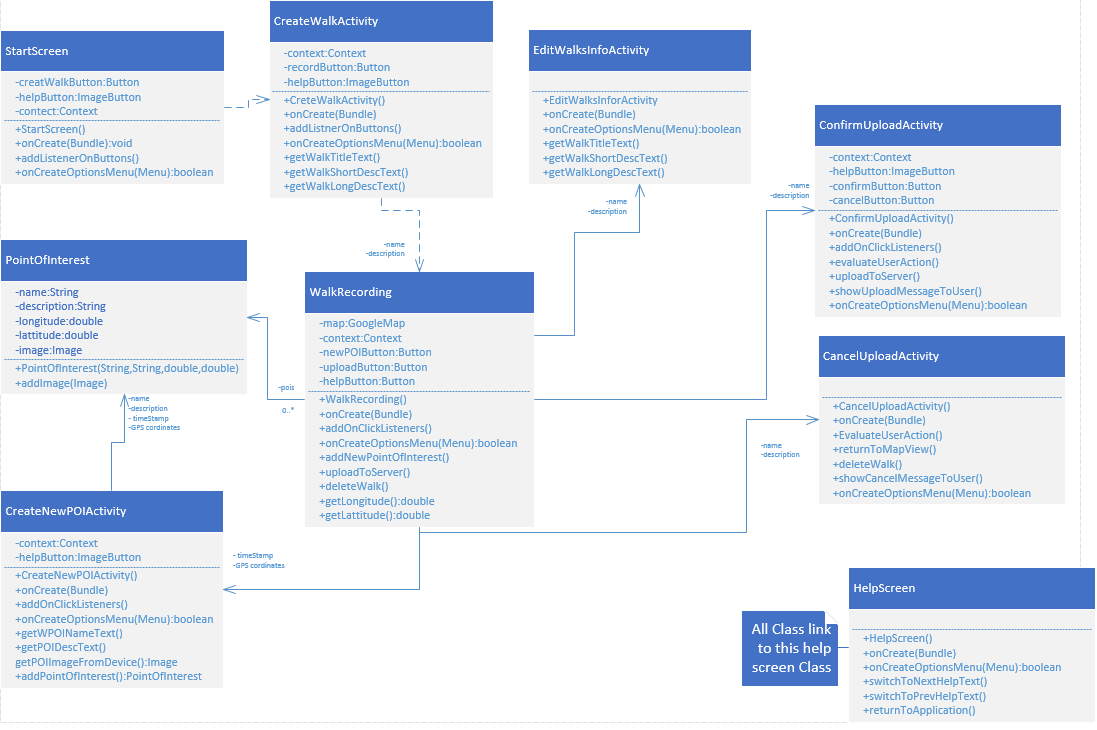 StartScreen
-creatWalkButton:Button
-helpButton:ImageButton
-contect:Context
+StartScreen()
+onCreate(Bundle):void
+addListenerOnButtons()
+onCreateOptionsMenu(Menu):boolean
CreateWalkActivity
-context:Context
-recordButton:Button
-helpButton:ImageButton
+CreteWalkActivity()
+onCreate(Bundle)
+addListnerOnButtons()
+onCreateOptionsMenu(Menu):boolean
+getWalkTitleText()
+getWalkShortDescText()
+getWalkLongDescText()
EditWalksInfoActivity
+EditWalksInforActivity
+onCreate(Bundle)
+onCreateOptionsMenu(Menu):boolean
+getWalkTitleText()
+getWalkShortDescText()
+getWalkLongDescText()
-name
-description
ConfirmUploadActivity
-context:Context
-helpButton:ImageButton
-confirmButton:Button
-cancelButton:Button
+ConfirmUploadActivity()
+onCreate(Bundle)
+addOnClickListeners()
+evaluateUserAction()
+uploadToServer()
+showUploadMessageToUser()
+onCreateOptionsMenu(Menu):boolean
-name
-description
PointOfInterest
-name:String
-description:String
-longitude:double
-lattitude:double
-image:Image
+PointOfInterest(String,String,double,double)
+addImage(Image)
-name
-description
- timeStamp
-GPS cordinates
-name
-description
WalkRecording
-map:GoogleMap
-context:Context
-newPOIButton:Button
-uploadButton:Button
-helpButton:Button
+WalkRecording()
+onCreate(Bundle)
+addOnClickListeners()
+onCreateOptionsMenu(Menu):boolean
+addNewPointOfInterest()
+uploadToServer()
+deleteWalk()
+getLongitude():double
+getLattitude():double
-pois
0..*
CancelUploadActivity
+CancelUploadActivity()
+onCreate(Bundle)
+EvaluateUserAction()
+returnToMapView()
+deleteWalk()
+showCancelMessageToUser()
+onCreateOptionsMenu(Menu):boolean
-name
-description
CreateNewPOIActivity
-context:Context
-helpButton:ImageButton
+CreateNewPOIActivity()
+onCreate(Bundle)
+addOnClickListeners()
+onCreateOptionsMenu(Menu):boolean
+getWPOINameText()
+getPOIDescText()
getPOIImageFromDevice():Image
+addPointOfInterest():PointOfInterest
- timeStamp
-GPS cordinates
All Class link
to this help
screen Class
HelpScreen
+HelpScreen()
+onCreate(Bundle)
+onCreateOptionsMenu(Menu):boolean
+switchToNextHelpText()
+switchToPrevHelpText()
+returnToApplication()